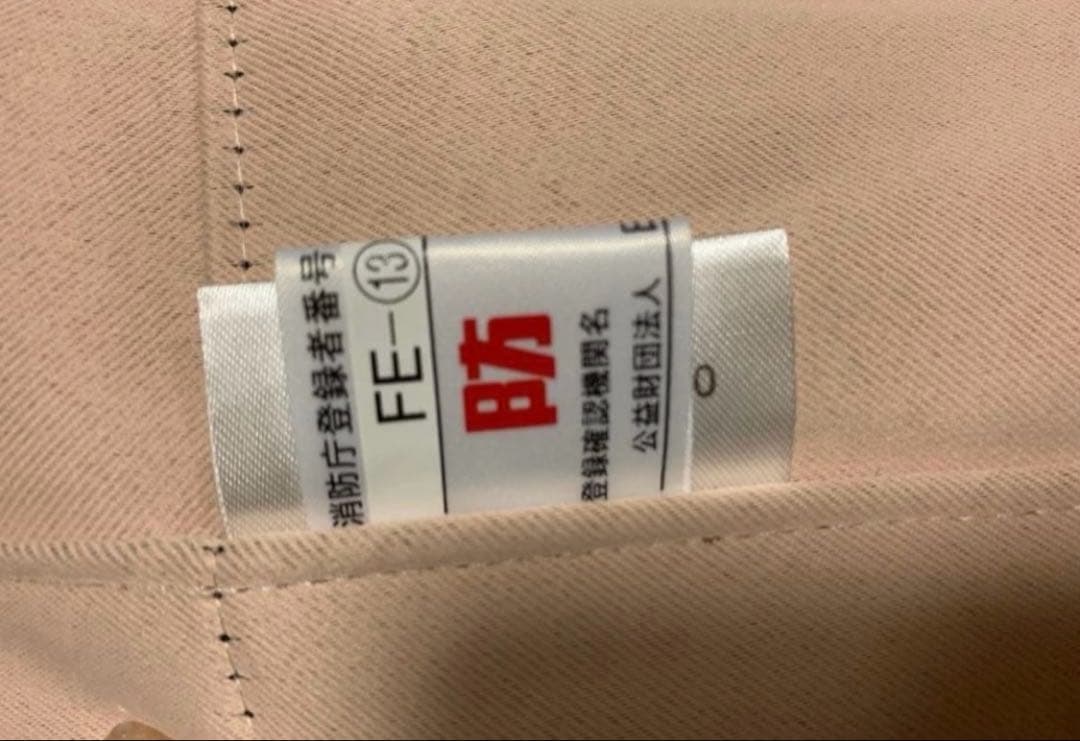 消防庁登録者番号
FE-⑬
防
登録確認機関名
公益財団法人